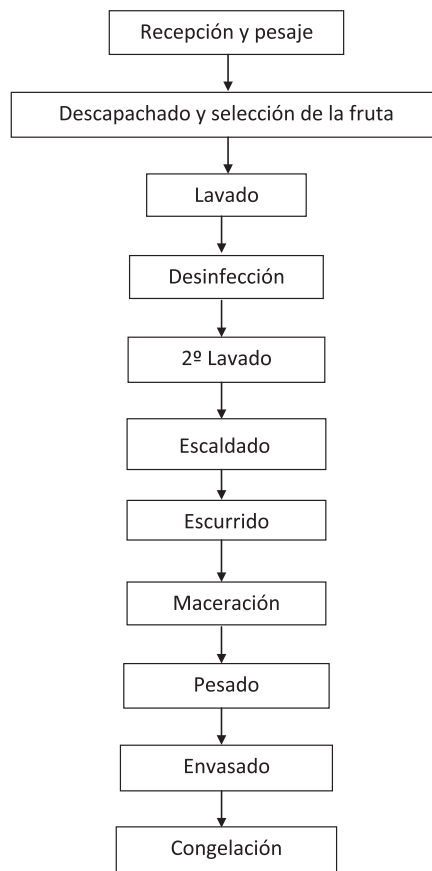 Recepción y pesaje
Descapachado y selección de la fruta
Lavado
Desinfección
2º Lavado
Escaldado
Escurrido
Maceración
Pesado
Envasado
Congelación